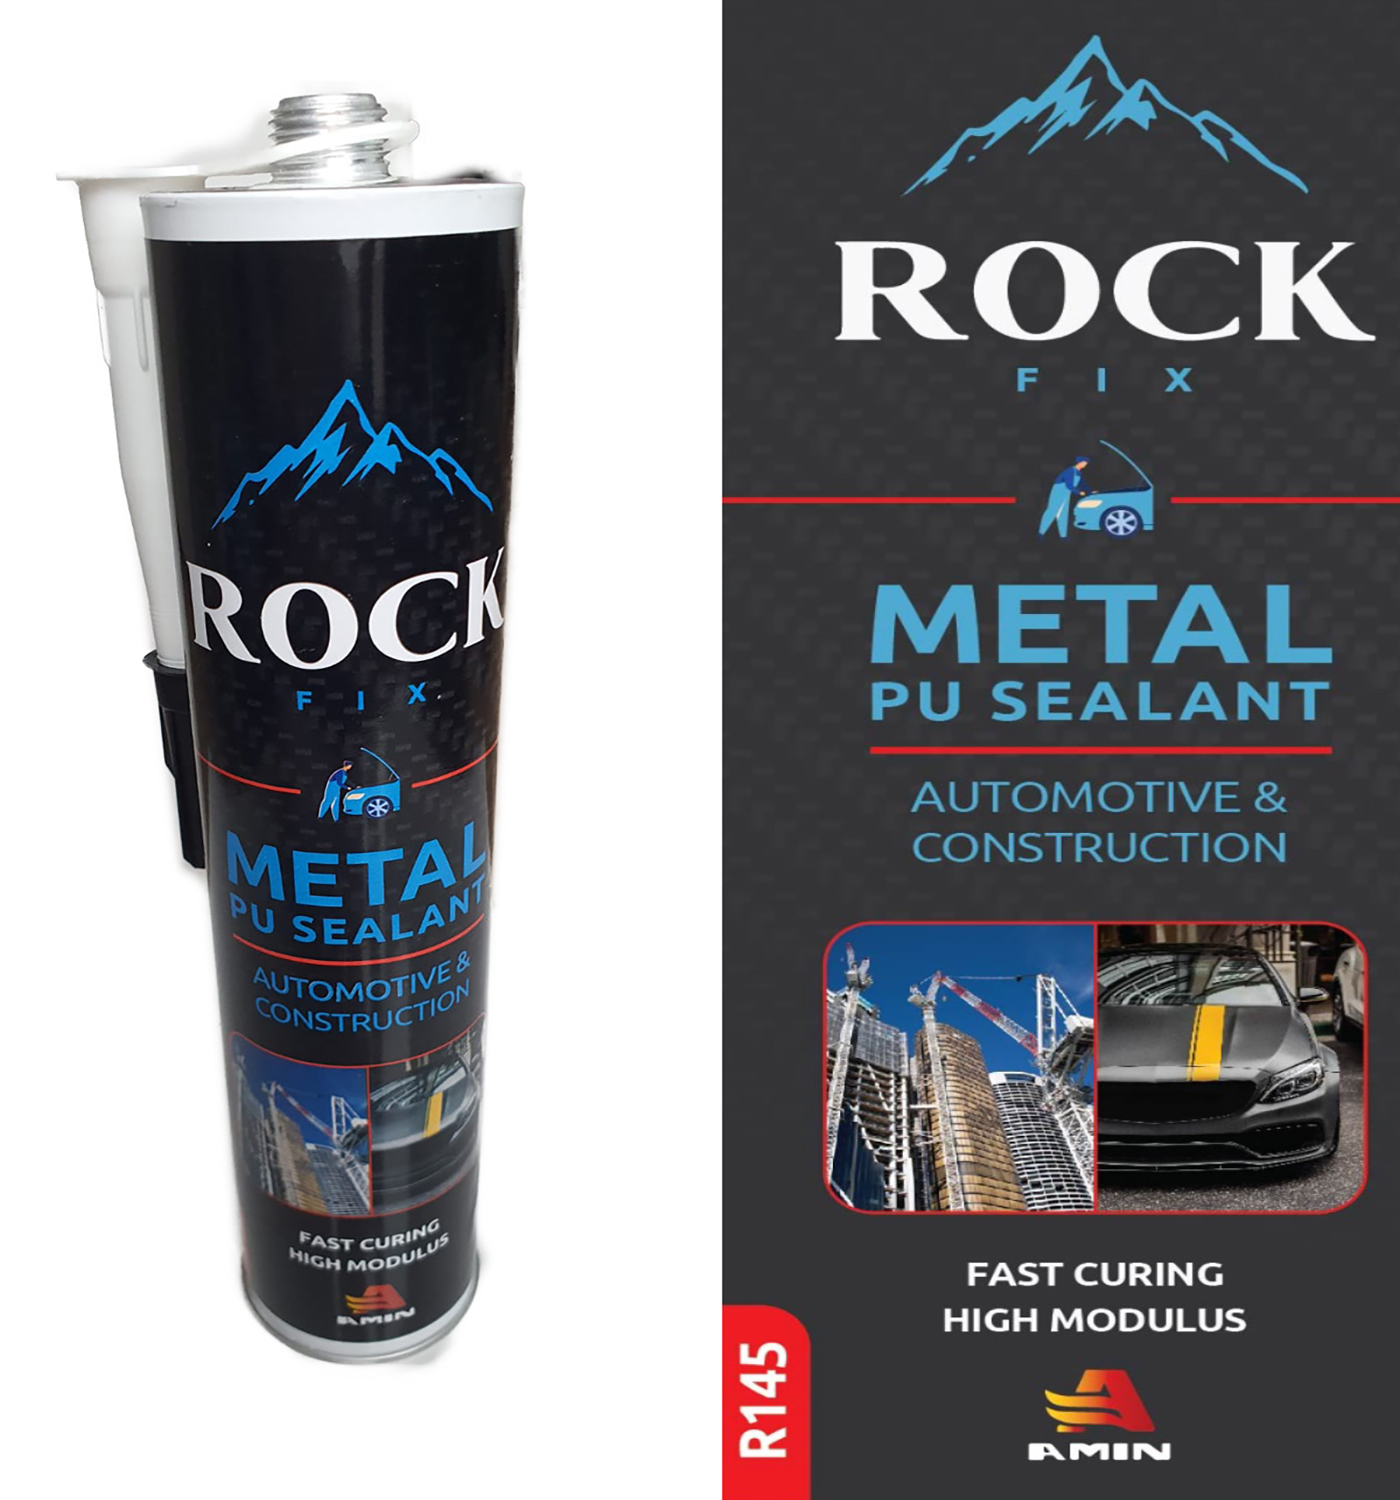 ROCK
FIX
METAL
PU SEALANT
AUTOMOTIVE &
CONSTRUCTION
FAST CURING
HIGH MODULUS
AMIN
ROCK
FIX
METAL
PU SEALANT
AUTOMOTIVE &
CONSTRUCTION
FAST CURING
HIGH MODULUS
R145
AMIN